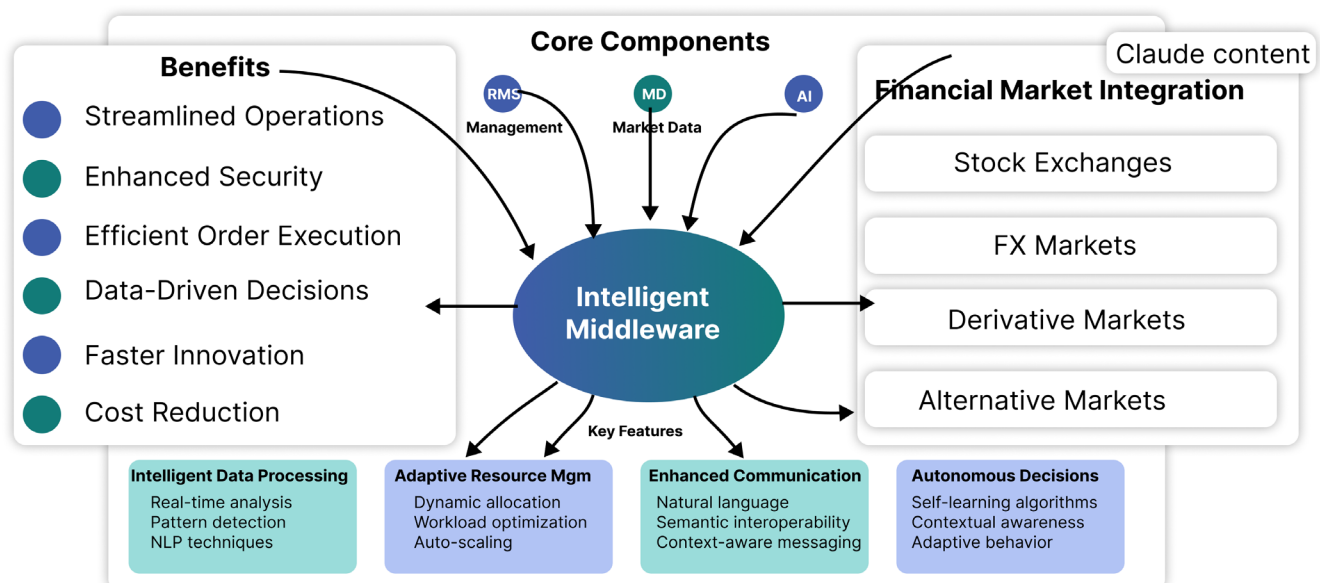 Core Components
Claude content
Benefits
Financial Market Integration
RMS
MD
AI
Management
Market Data
Streamlined Operations
Enhanced Security
Efficient Order Execution
Data-Driven Decisions
Faster Innovation
Cost Reduction
Intelligent
Middleware
Stock Exchanges
FX Markets
Derivative Markets
Alternative Markets
Key Features
Intelligent Data Processing
Real-time analysis
Pattern detection
NLP techniques
Adaptive Resource Mgm
Dynamic allocation
Workload optimization
Auto-scaling
Enhanced Communication
Natural language
Semantic interoperability
Context-aware messaging
Autonomous Decisions
Self-learning algorithms
Contextual awareness
Adaptive behavior